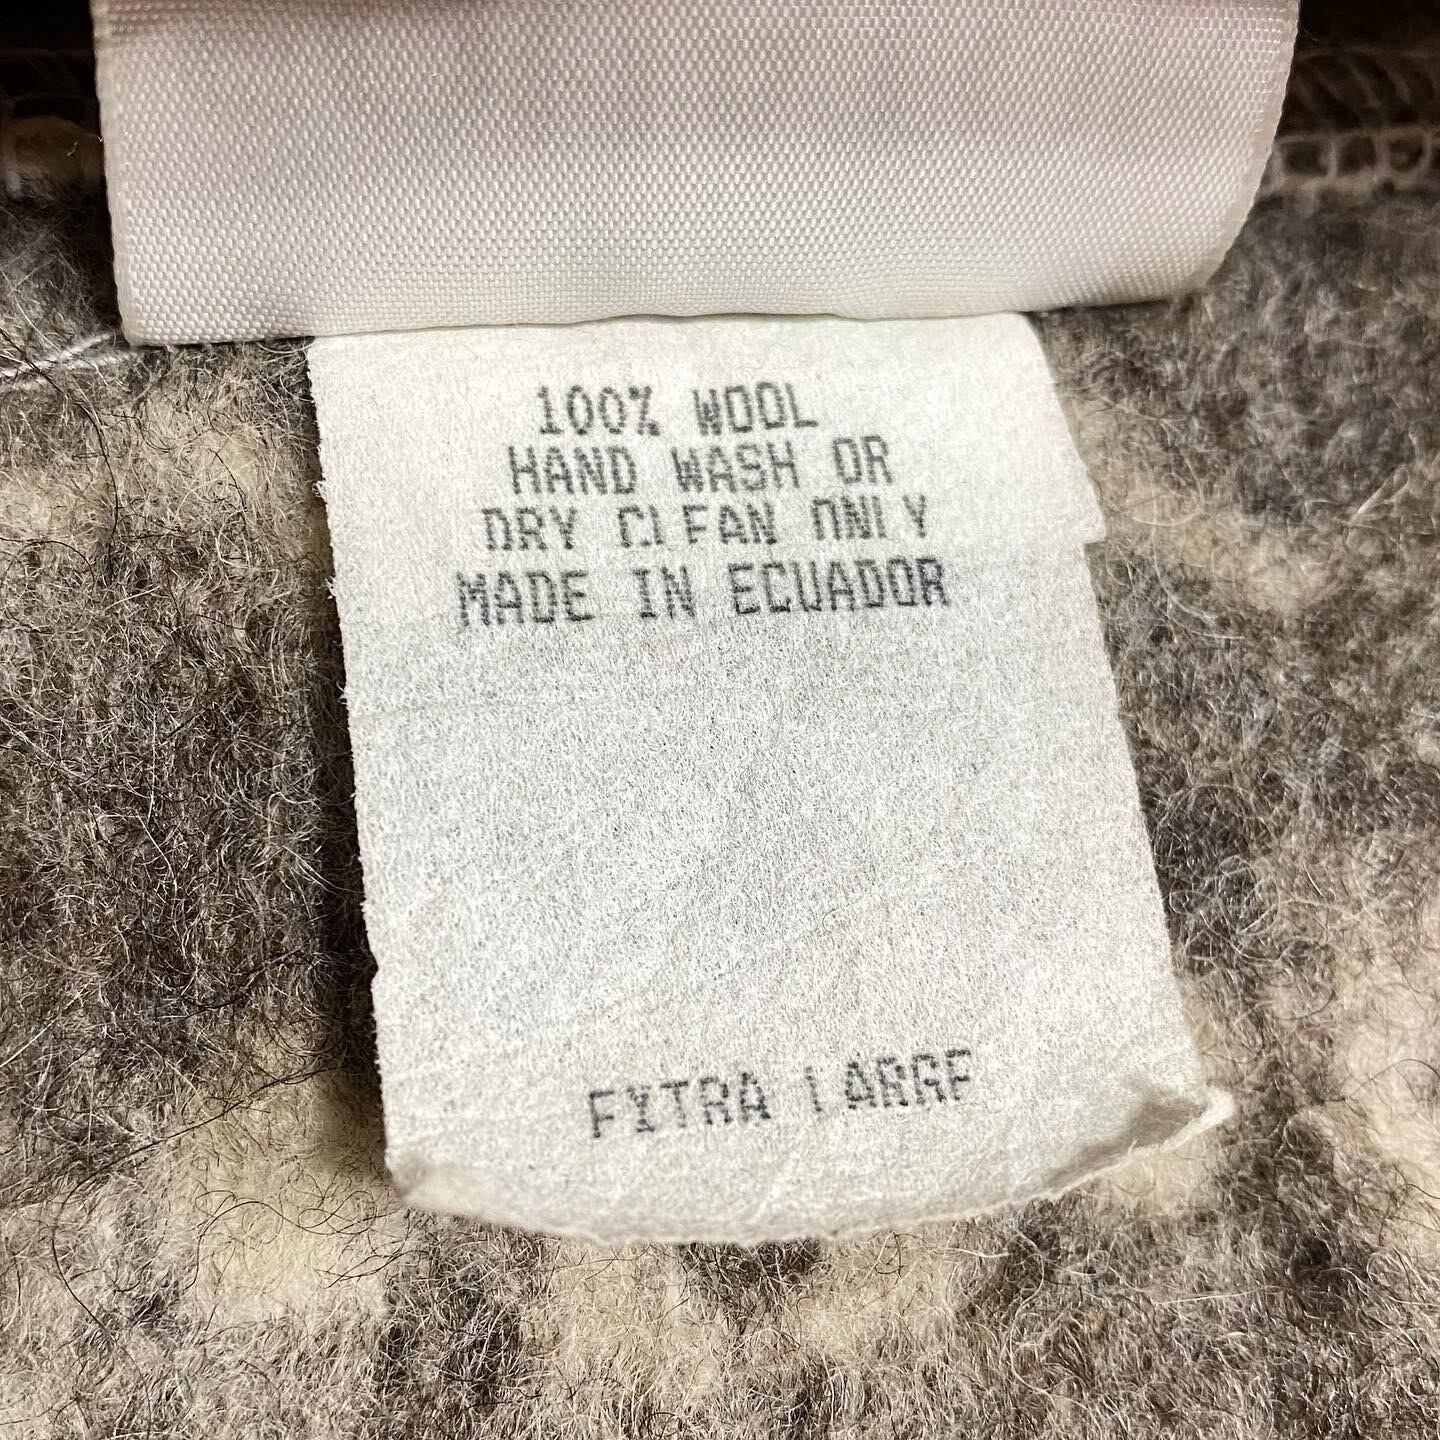 100% WOOL
HAND WASH OR
DRY CLEAN ONLY
MADE IN ECUADOR
EXTRA LARGE